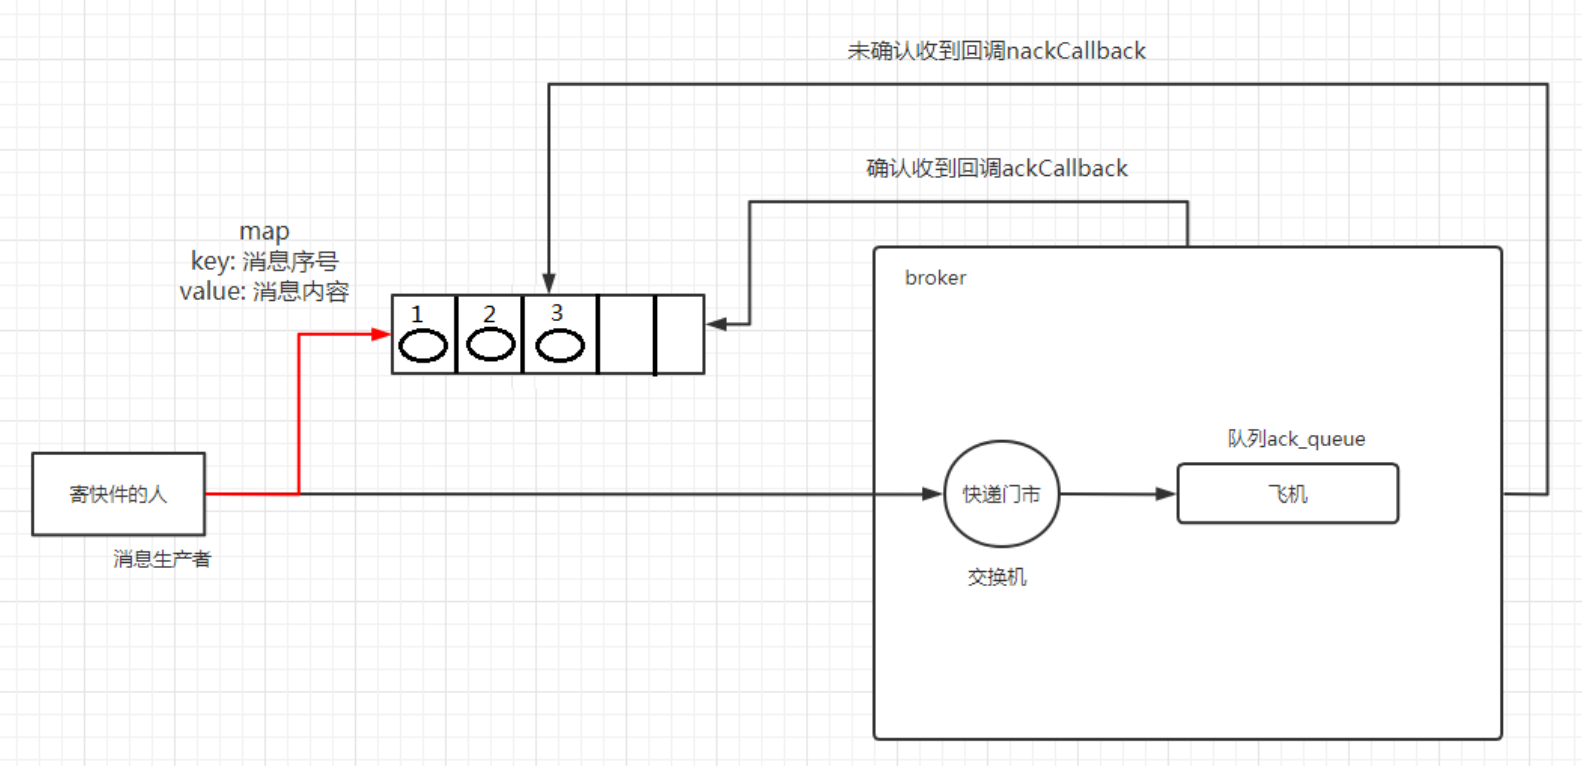 未确认收到回调nackCallback
确认收到回调ackCallback
map
key: 消息序号
value: 消息内容
broker
1
2
3
队列ack_queue
寄快件的人
快递门市
飞机
消息生产者
交换机